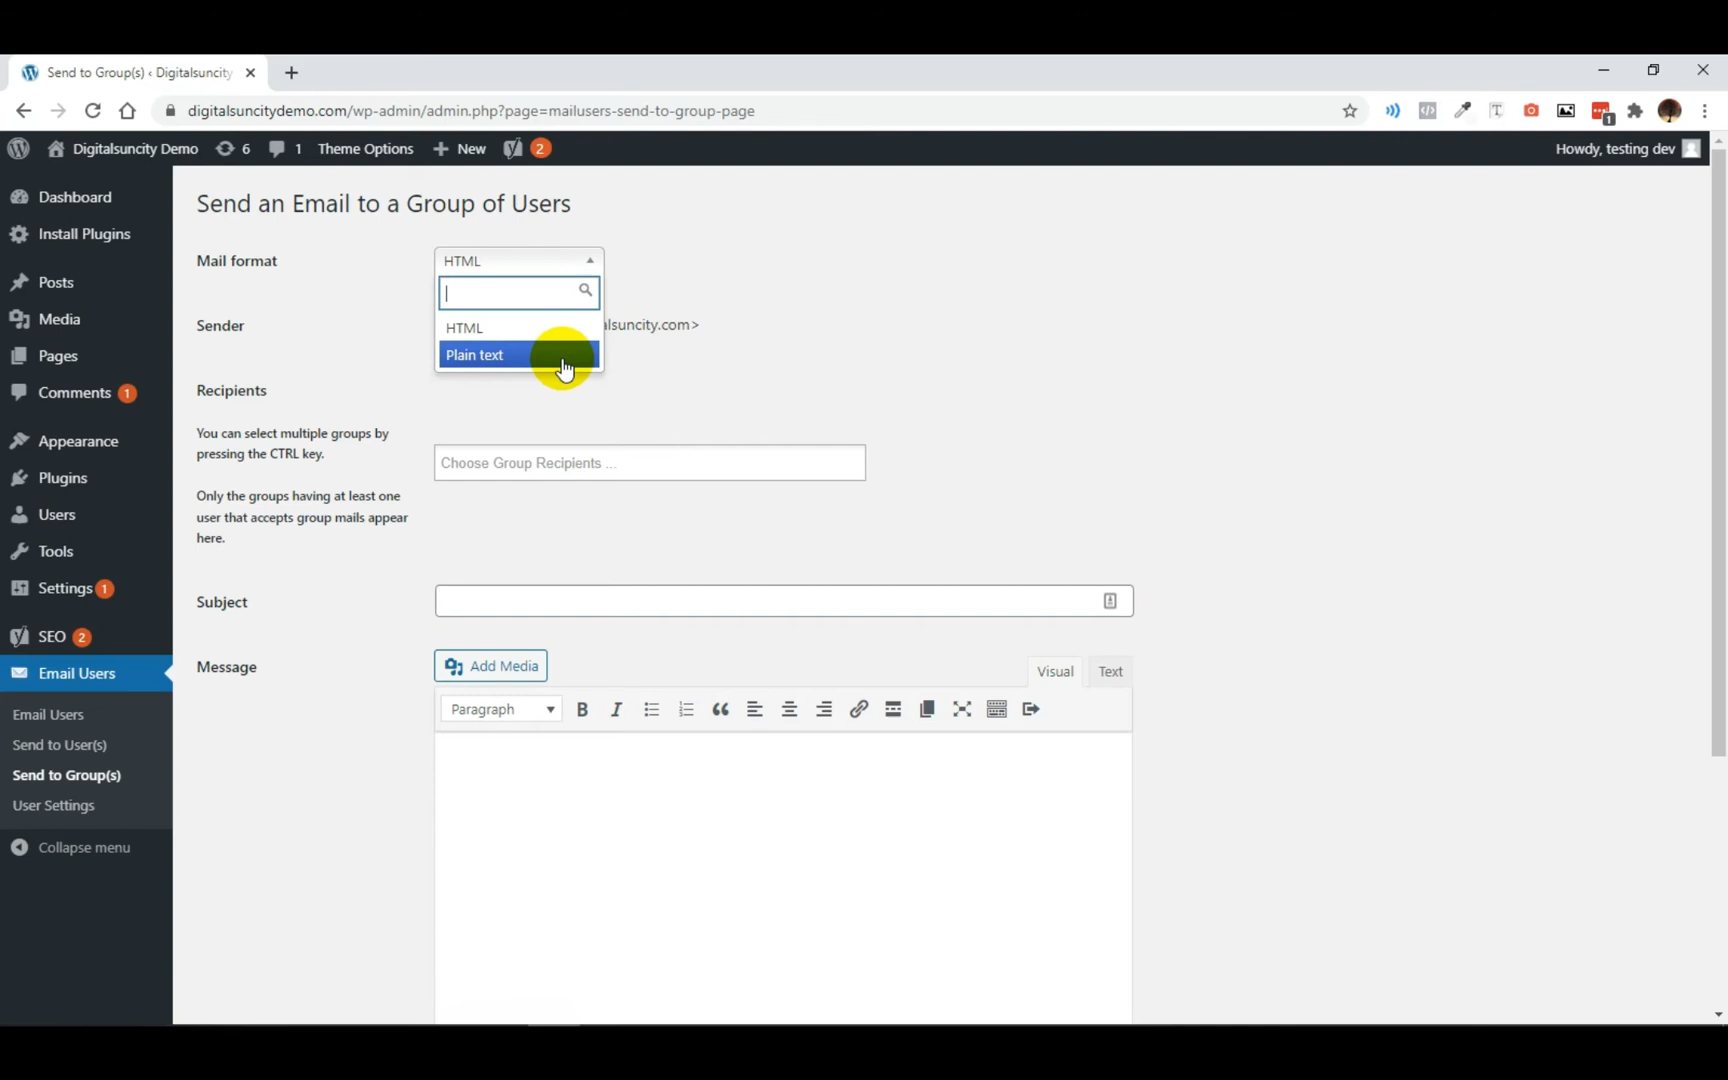 Send to Group(s) ‹ Digitalsuncity
digitalsuncitydemo.com/wp-admin/admin.php?page=mailusers-send-to-group-page
1
Digitalsuncity Demo
6
1
Theme Options
New
2
Howdy, testing dev
Dashboard
Install Plugins
Posts
Media
Pages
Comments 1
Appearance
Plugins
Users
Tools
Settings 1
SEO 2
Email Users
Email Users
Send to User(s)
Send to Group(s)
User Settings
Collapse menu
Send an Email to a Group of Users
Mail format
HTML
HTML
Plain text
Sender
alsuncity.com>
Recipients
You can select multiple groups by
pressing the CTRL key.
Only the groups having at least one
user that accepts group mails appear
here.
Choose Group Recipients ...
Subject
Message
Add Media
Visual
Text
Paragraph
B
I